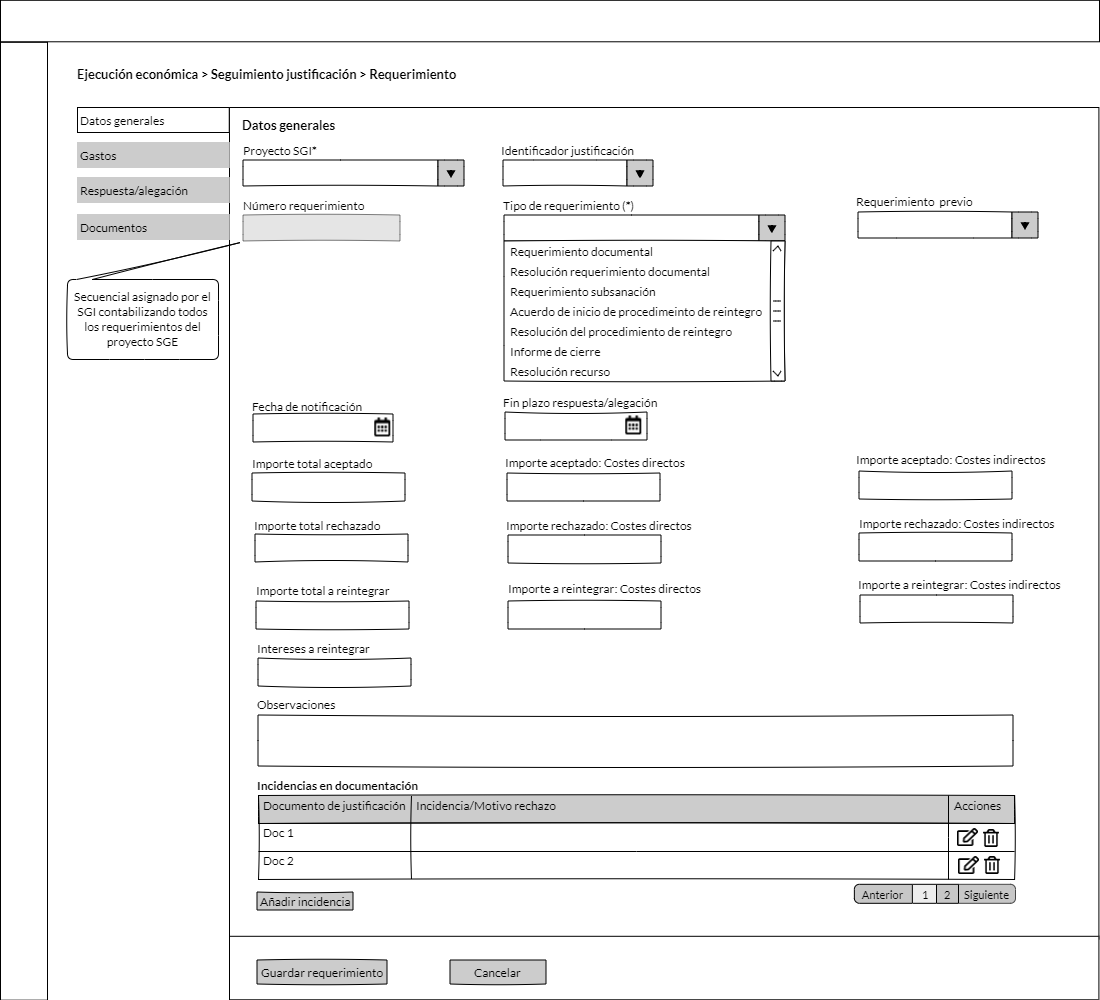 Ejecución económica > Seguimiento justificación > Requerimiento
Datos generales
Gastos
Respuesta/alegación
Documentos
Secuencial asignado por el
SGI contabilizando todos
los requerimientos del
proyecto SGE
Datos generales
Proyecto SGI*
Identificador justificación
Número requerimiento
Tipo de requerimiento (*)
Requerimiento previo
Requerimiento documental
Resolución requerimiento documental
Requerimiento subsanación
Acuerdo de inicio de procedimeinto de reintegro
Resolución del procedimiento de reintegro
Informe de cierre
Resolución recurso
Fecha de notificación
Fin plazo respuesta/alegación
Importe total aceptado
Importe aceptado: Costes directos
Importe aceptado: Costes indirectos
Importe total rechazado
Importe rechazado: Costes directos
Importe rechazado: Costes indirectos
Importe total a reintegrar
Importe a reintegrar: Costes directos
Importe a reintegrar: Costes indirectos
Intereses a reintegrar
Observaciones
Incidencias en documentación
Documento de justificación
Incidencia/Motivo rechazo
Acciones
Doc 1
Doc 2
Añadir incidencia
Anterior 1 2 Siguiente
Guardar requerimiento
Cancelar